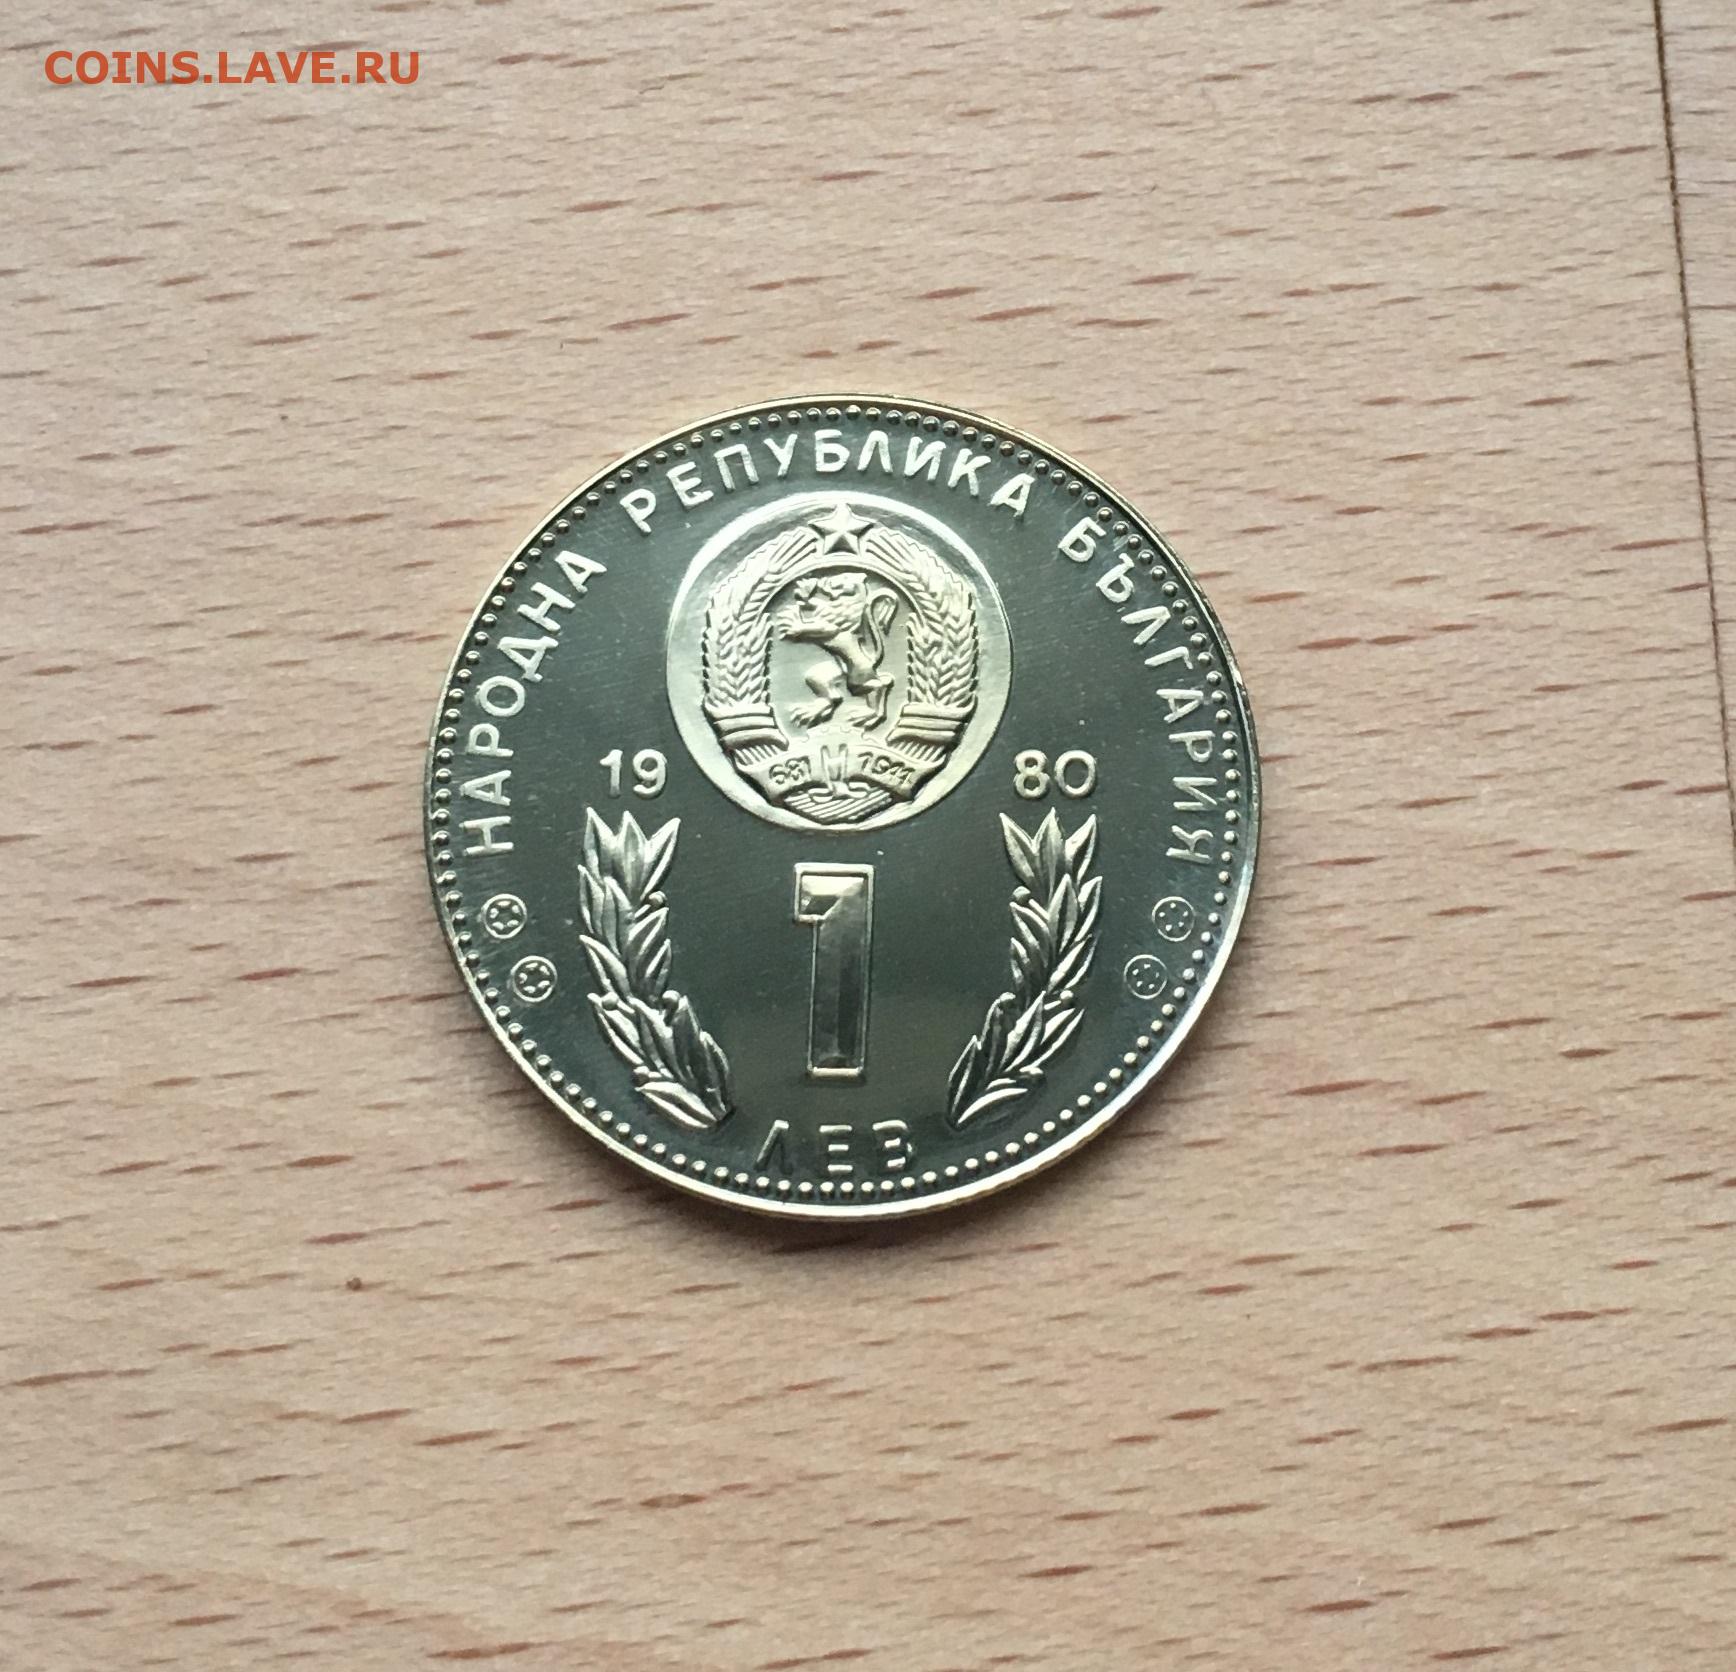 COINS.LAVE.RU
НАРОДНА РЕПУБЛИКА БЪЛГАРИЯ
681 1944
19 80
1
ЛЕВ